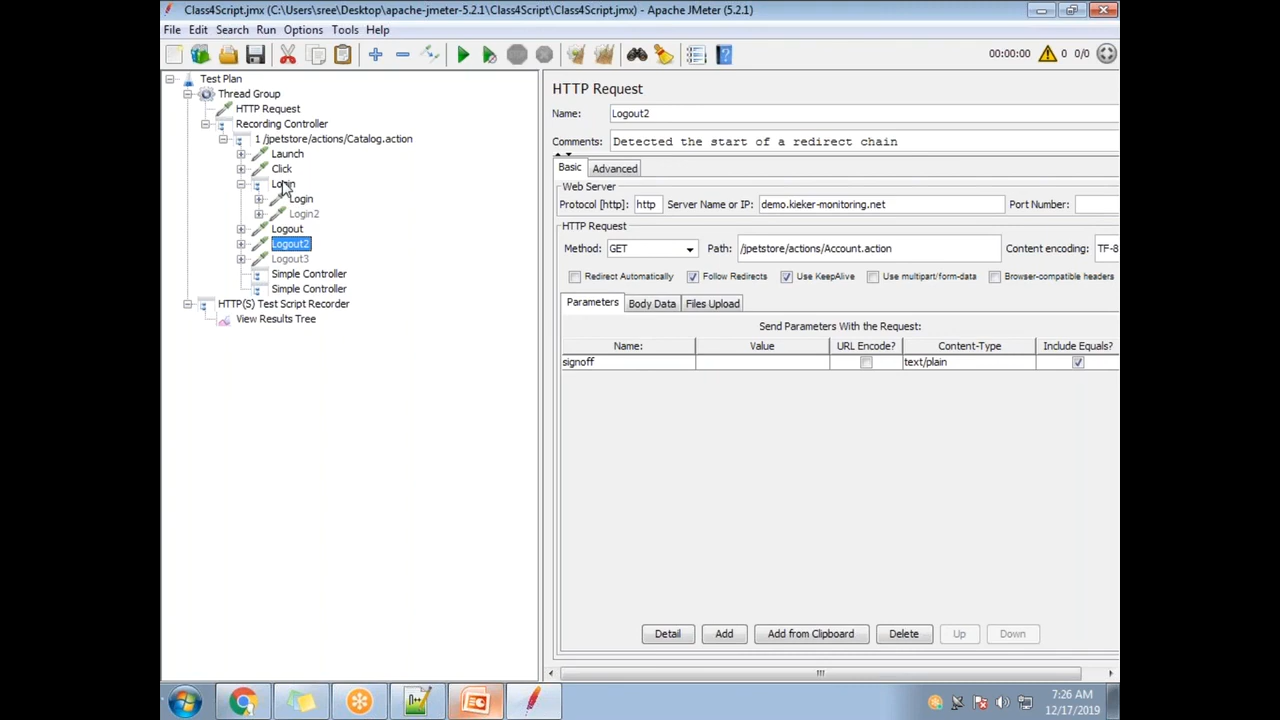 Class4Script.jmx (C:\Users\sree\Desktop\apache-jmeter-5.2.1\Class4Script\Class4Script.jmx) - Apache JMeter (5.2.1)
File Edit Search Run Options Tools Help
00:00:00 0 0/0
Test Plan
Thread Group
HTTP Request
Recording Controller
1 /jpetstore/actions/Catalog.action
Launch
Click
Login
Login
Login2
Logout
Logout2
Logout3
Simple Controller
Simple Controller
HTTP(S) Test Script Recorder
View Results Tree
HTTP Request
Name: Logout2
Comments: Detected the start of a redirect chain
Basic Advanced
Web Server
Protocol [http]: http Server Name or IP: demo.kieker-monitoring.net Port Number:
HTTP Request
Method: GET Path: /jpetstore/actions/Account.action Content encoding: TF-8
Redirect Automatically Follow Redirects Use KeepAlive Use multipart/form-data Browser-compatible headers
Parameters Body Data Files Upload
Send Parameters With the Request:
Name: Value URL Encode? Content-Type Include Equals?
signoff text/plain
Detail Add Add from Clipboard Delete Up Down
7:26 AM
12/17/2019